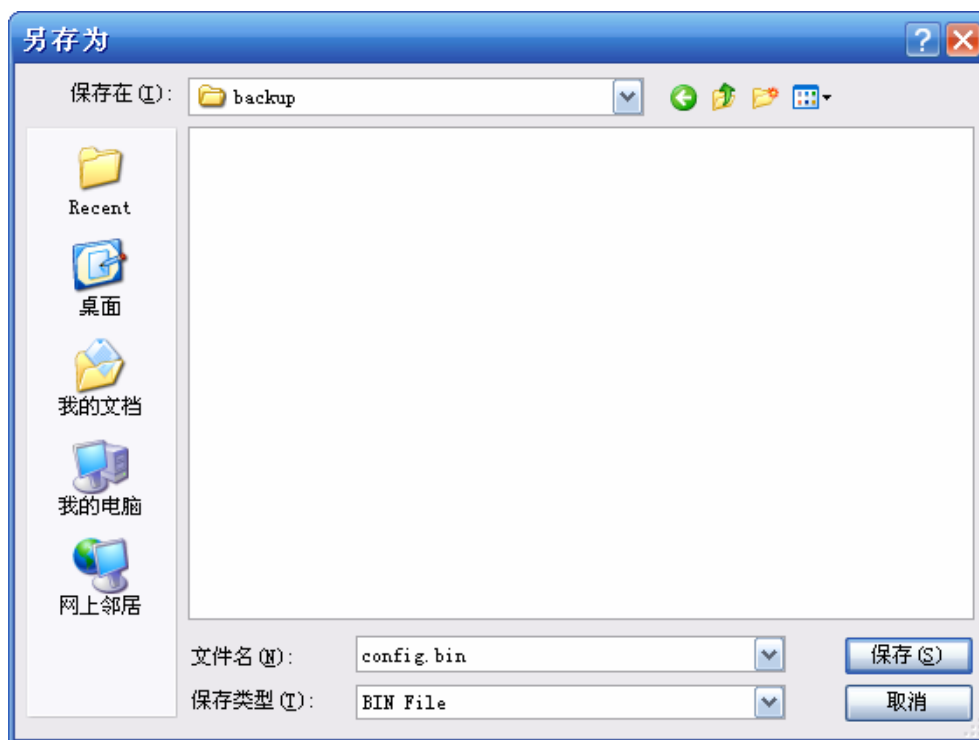 另存为
保存在(I):
backup
Recent
桌面
我的文档
我的电脑
网上邻居
文件名(N):
config.bin
保存(S)
保存类型(T):
BIN File
取消